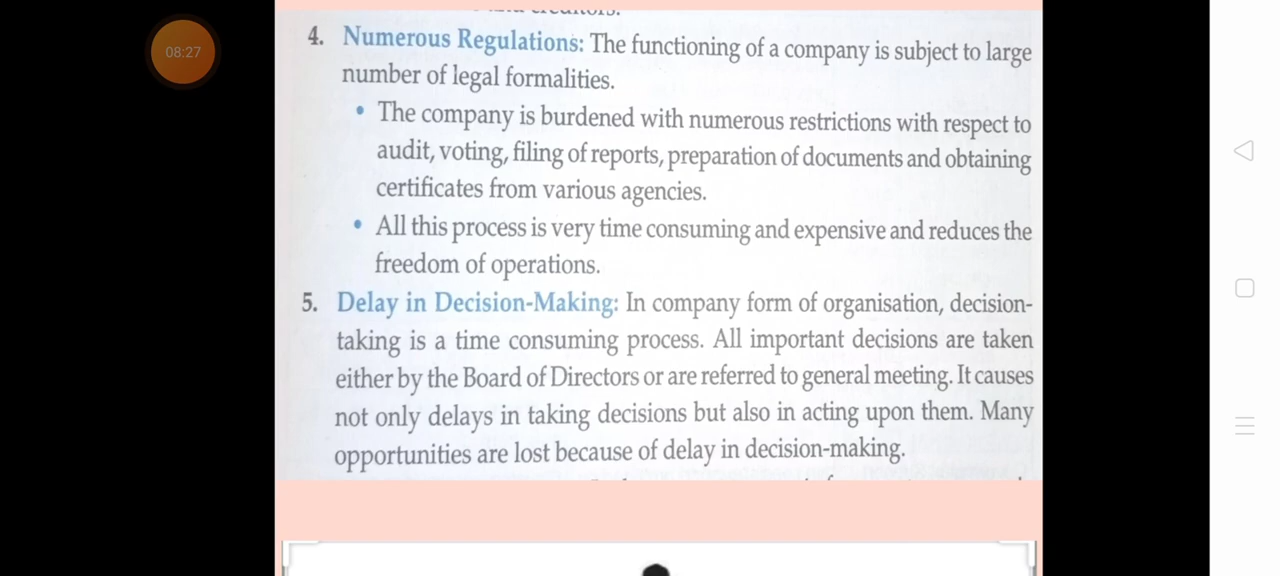 08:27
4. Numerous Regulations: The functioning of a company is subject to large
number of legal formalities.
• The company is burdened with numerous restrictions with respect to
audit, voting, filing of reports, preparation of documents and obtaining
certificates from various agencies.
• All this process is very time consuming and expensive and reduces the
freedom of operations.
5. Delay in Decision-Making: In company form of organisation, decision-
taking is a time consuming process. All important decisions are taken
either by the Board of Directors or are referred to general meeting. It causes
not only delays in taking decisions but also in acting upon them. Many
opportunities are lost because of delay in decision-making.